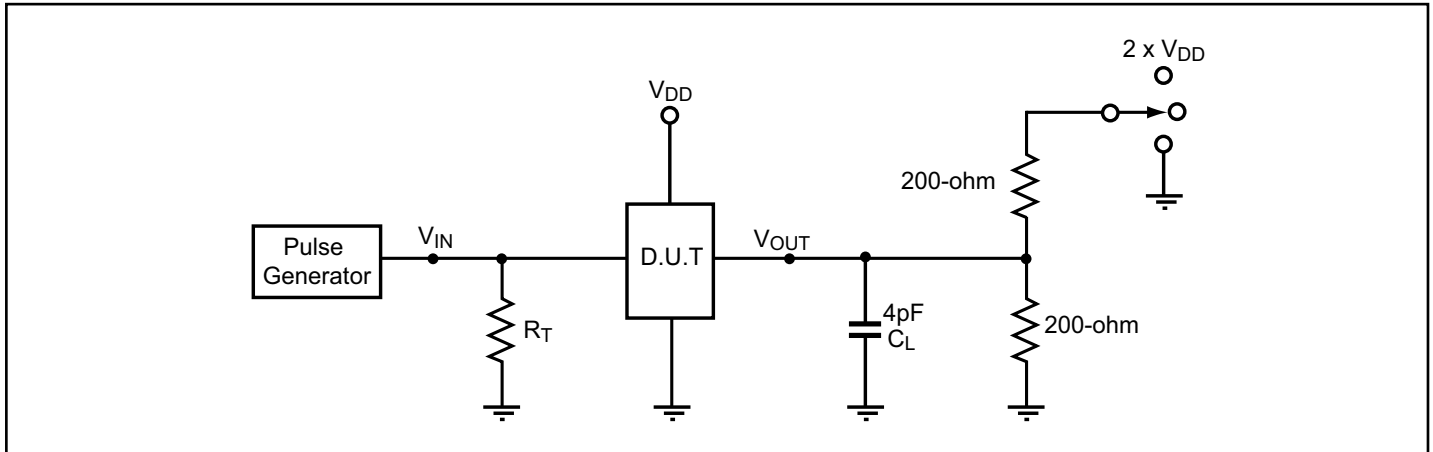 2 x VDD
VDD
200-ohm
Pulse
Generator
VIN
D.U.T
VOUT
RT
4pF
CL
200-ohm